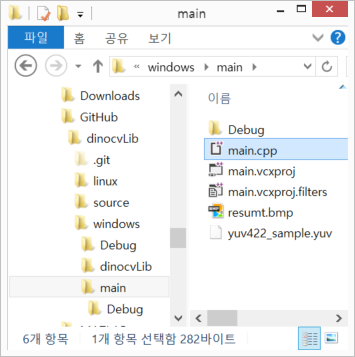 main
파일 홈 공유 보기
« windows › main ›
Downloads
GitHub
dinocvLib
.git
linux
source
windows
Debug
dinocvLib
main
Debug
이름
Debug
main.cpp
main.vcxproj
main.vcxproj.filters
resumt.bmp
yuv422_sample.yuv
6개 항목 1개 항목 선택함 282바이트